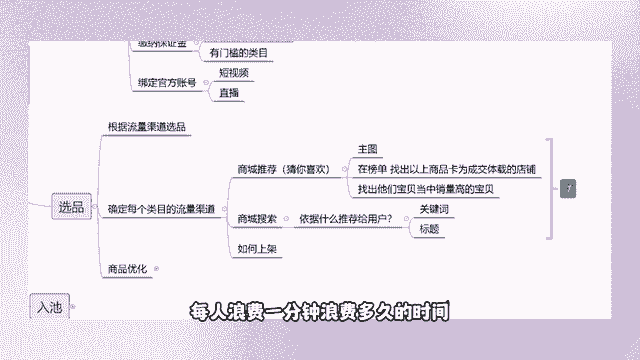 缴纳保证金
有门槛的类目
绑定官方账号
短视频
直播
根据流量渠道选品
选品
确定每个类目的流量渠道
商城推荐（猜你喜欢）
主图
在榜单 找出以上商品卡为成交体载的店铺
找出他们宝贝当中销量高的宝贝
商城搜索
依据什么推荐给用户？
关键词
标题
如何上架
商品优化
入池
每人浪费一分钟浪费多久的时间